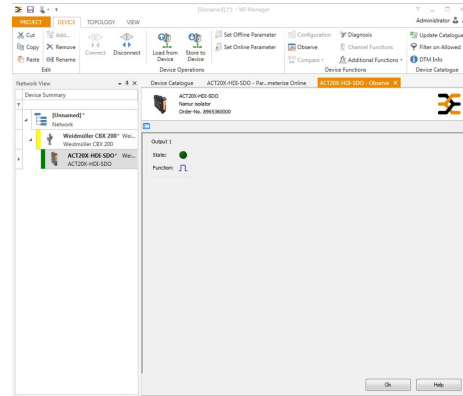 [Unnamed] (*) - WI-Manager
PROJECT DEVICE TOPOLOGY VIEW Administrator
Cut Add... Set Offline Parameter Configuration Diagnosis Update Catalogue
Copy Remove Set Online Parameter Observe Channel Functions Filter on Allowed
Paste Rename Connect Disconnect Load from Device Store to Device Compare Additional Functions DTM Info
Edit Device Operations Device Functions Device Catalogue
Network View Device Catalogue ACT20X-HDI-SDO - Par...meterize Online ACT20X-HDI-SDO - Observe
Device Summary
ACT20X-HDI-SDO
Namur isolator
Order-No. 8965360000
[Unnamed] *
Network
Weidmüller CBX 200* Wei...
Weidmüller CBX 200
ACT20X-HDI-SDO* Wei...
ACT20X-HDI-SDO
Output 1
State:
Function:
Ok Help